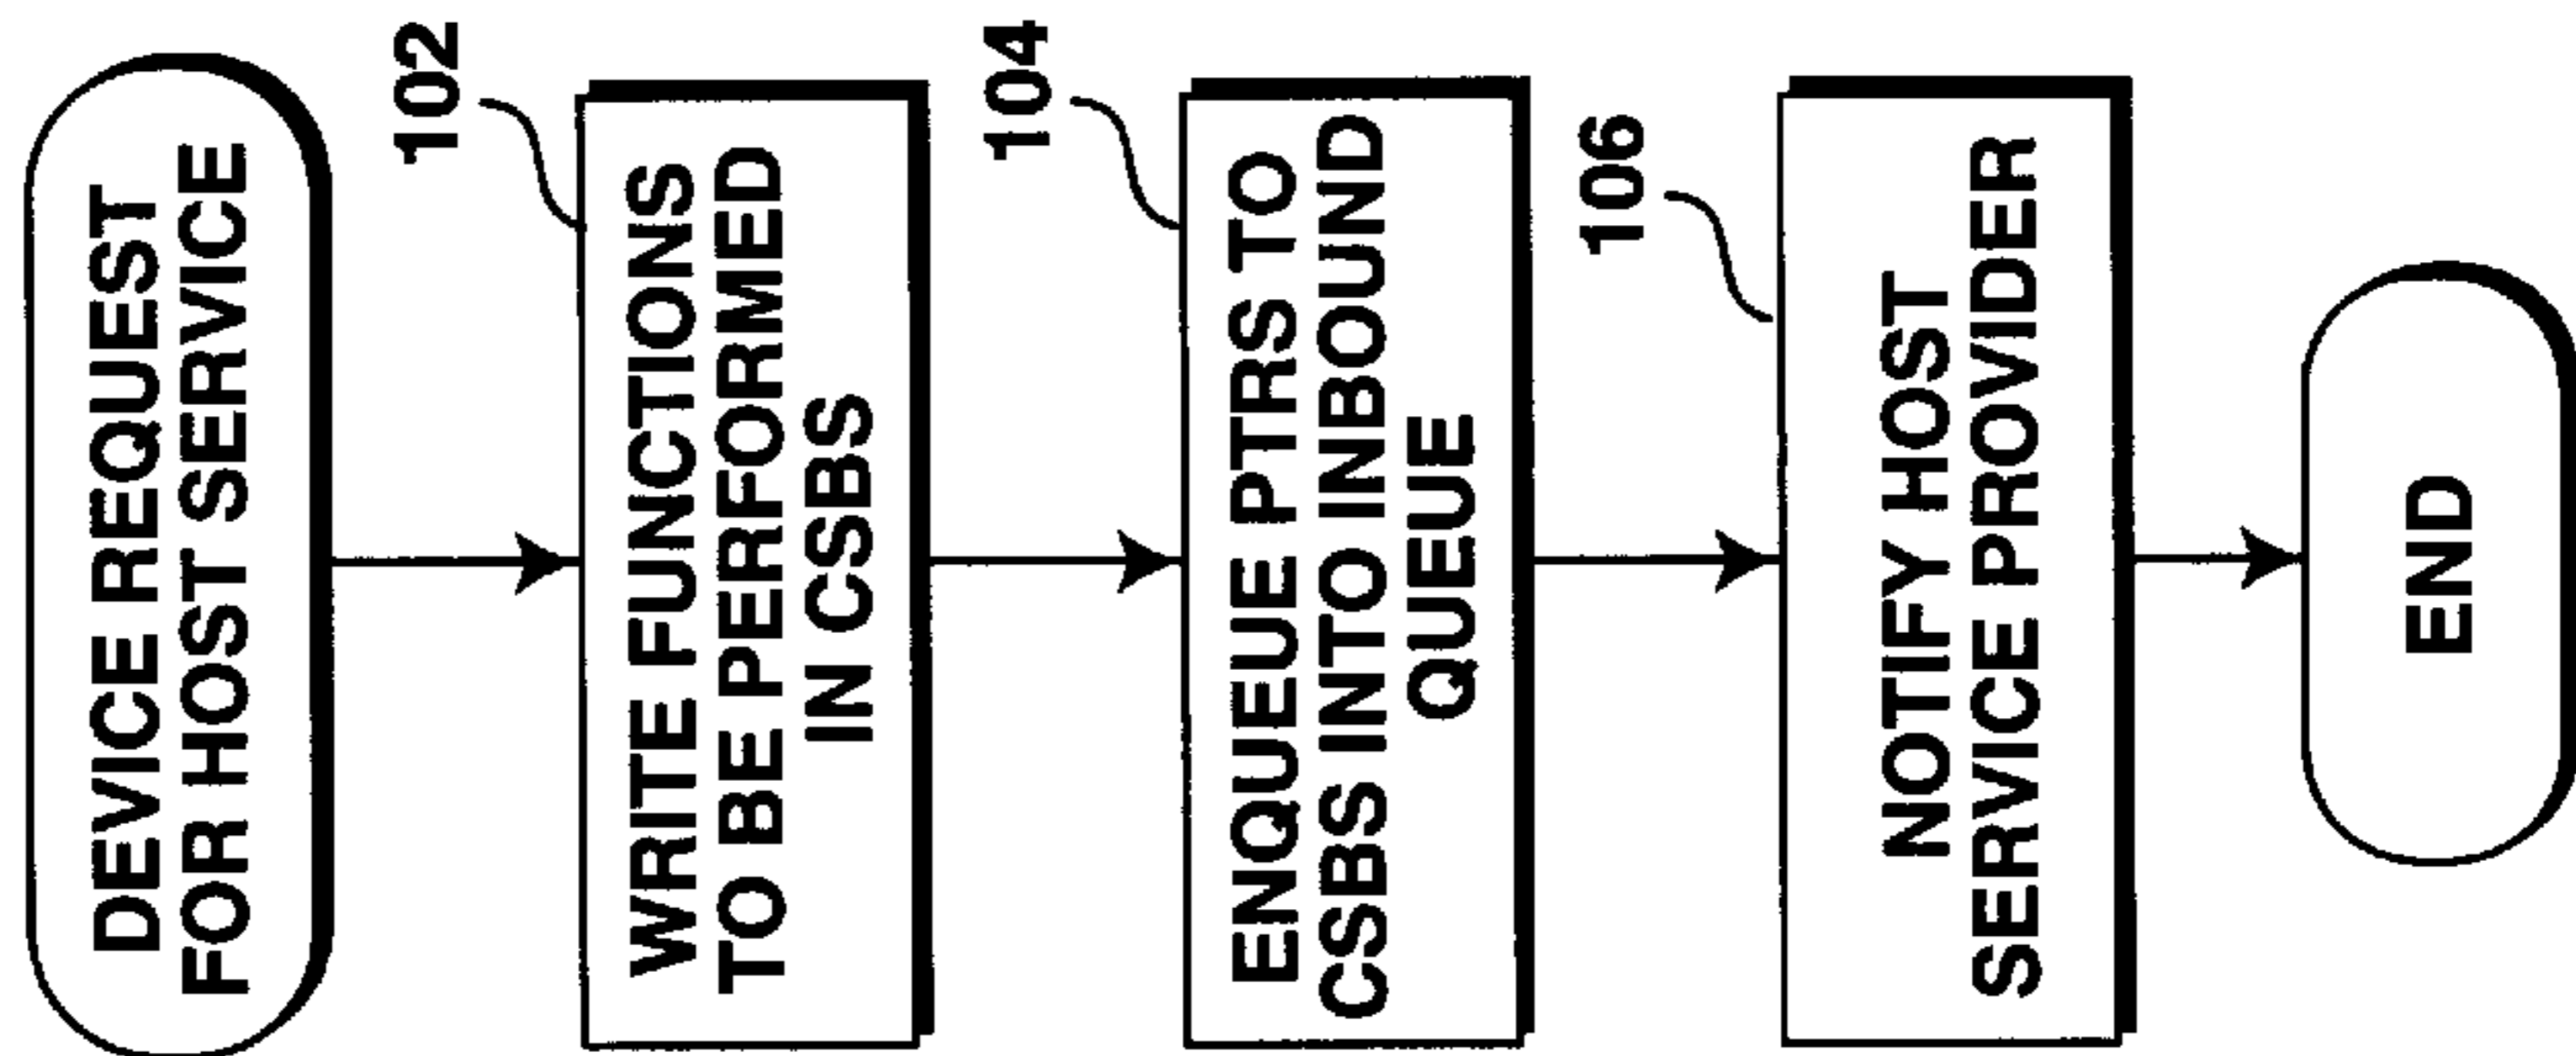 DEVICE REQUEST
FOR HOST SERVICE
102
WRITE FUNCTIONS
TO BE PERFORMED
IN CSBS
104
ENQUEUE PTRS TO
CSBS INTO INBOUND
QUEUE
106
NOTIFY HOST
SERVICE PROVIDER
END